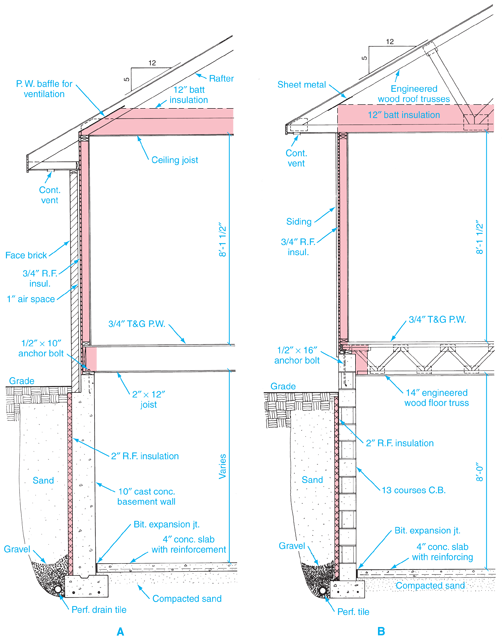 12
5
Rafter
P.W. baffle for
ventilation
12" batt
insulation
Ceiling joist
Cont.
vent
Face brick
3/4" R.F.
insul.
1" air space
8'-1 1/2"
3/4" T&G P.W.
1/2" × 10"
anchor bolt
Grade
2" × 12"
joist
2" R.F. insulation
Sand
10" cast conc.
basement wall
Varies
Bit. expansion jt.
Gravel
4" conc. slab
with reinforcement
Compacted sand
Perf. drain tile
A
12
5
Sheet metal
Engineered
wood roof trusses
12" batt insulation
Cont.
vent
Siding
3/4" R.F.
insul.
8'-1 1/2"
3/4" T&G P.W.
1/2" × 16"
anchor bolt
Grade
14" engineered
wood floor truss
2" R.F. insulation
Sand
8'-0"
13 courses C.B.
Bit. expansion jt.
Gravel
4" conc. slab
with reinforcing
Compacted sand
Perf. tile
B